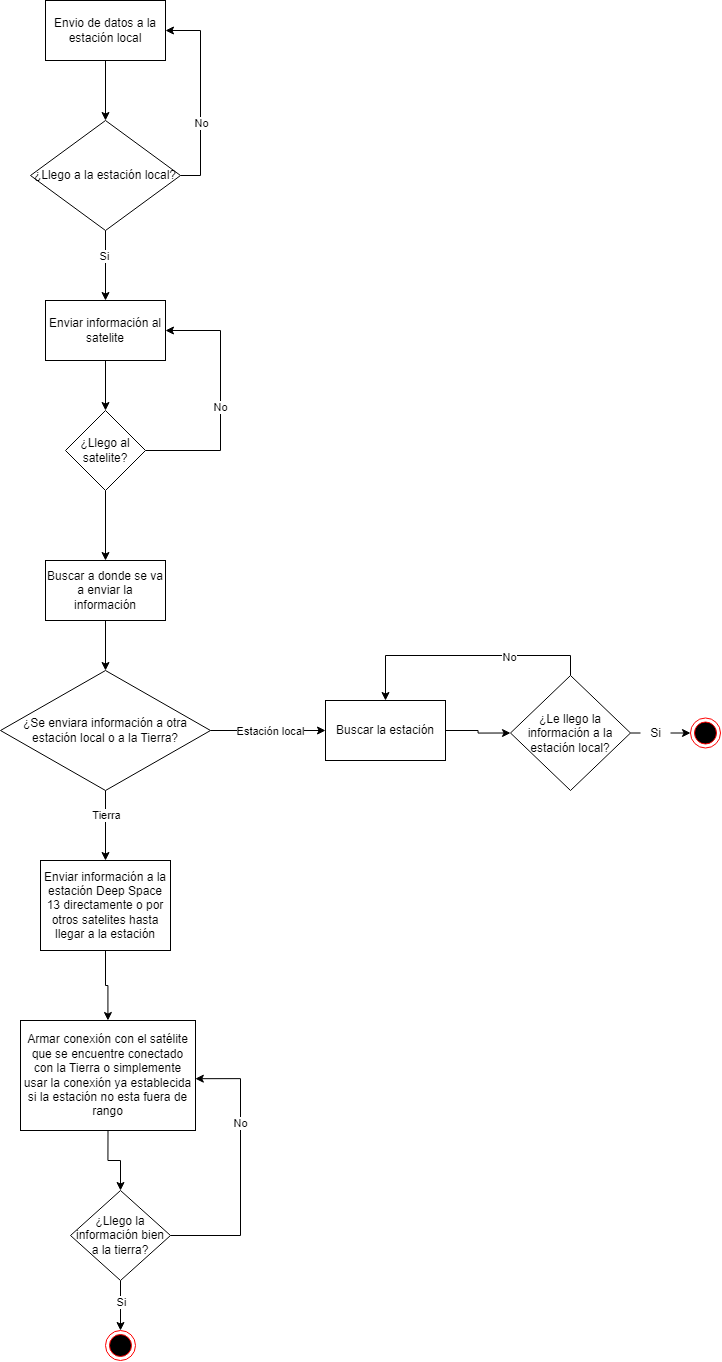 Envio de datos a la
estación local
No
¿Llego a la estación local?
Si
Enviar información al
satelite
No
¿Llego al
satelite?
Buscar a donde se va
a enviar la
información
¿Se enviara información a otra
estación local o a la Tierra?
Estación local
Buscar la estación
No
¿Le llego la
información a la
estación local?
Si
Tierra
Enviar información a la
estación Deep Space
13 directamente o por
otros satelites hasta
llegar a la estación
Armar conexión con el satélite
que se encuentre conectado
con la Tierra o simplemente
usar la conexión ya establecida
si la estación no esta fuera de
rango
No
¿Llego la
información bien
a la tierra?
Si